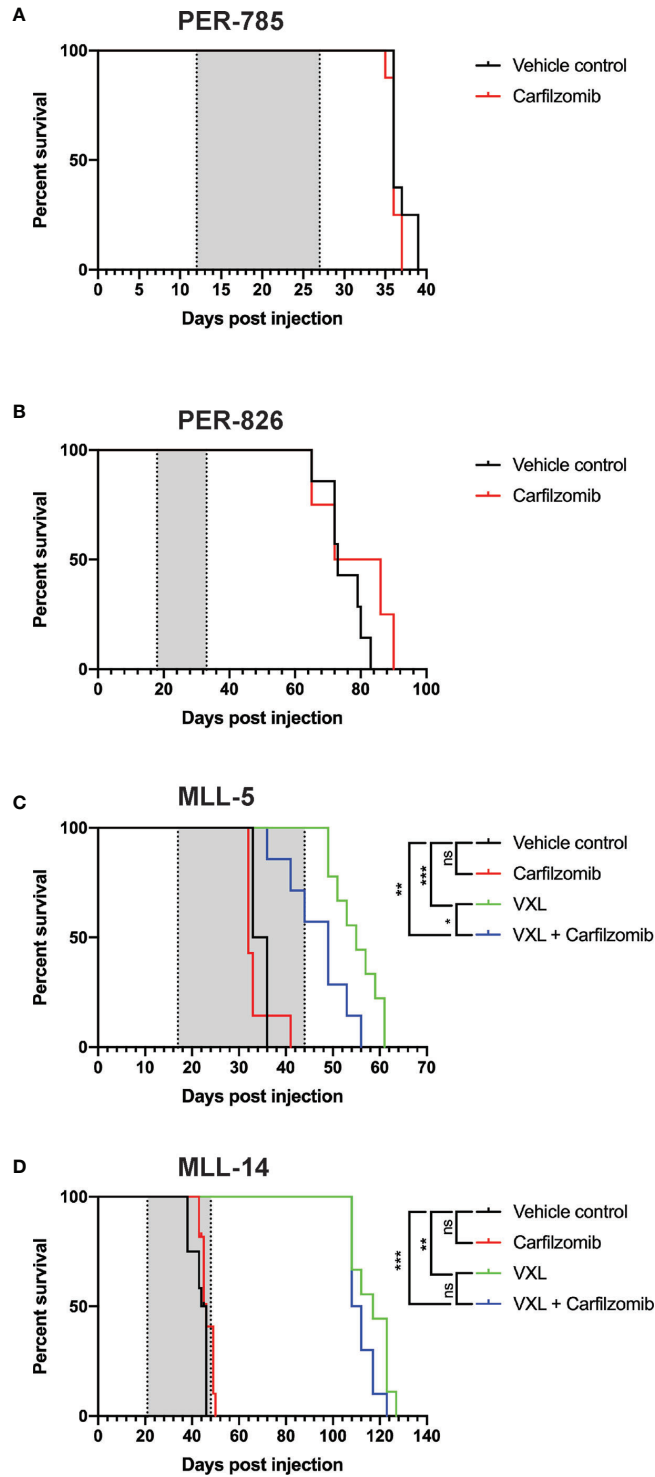 A
PER-785
Percent survival
100
50
0
0 5 10 15 20 25 30 35 40
Days post injection
Vehicle control
Carfilzomib
B
PER-826
Percent survival
100
50
0
0 20 40 60 80 100
Days post injection
Vehicle control
Carfilzomib
C
MLL-5
Percent survival
100
50
0
0 10 20 30 40 50 60 70
Days post injection
** *** ns *
Vehicle control
Carfilzomib
VXL
VXL + Carfilzomib
D
MLL-14
Percent survival
100
50
0
0 20 40 60 80 100 120 140
Days post injection
*** ** ns ns
Vehicle control
Carfilzomib
VXL
VXL + Carfilzomib